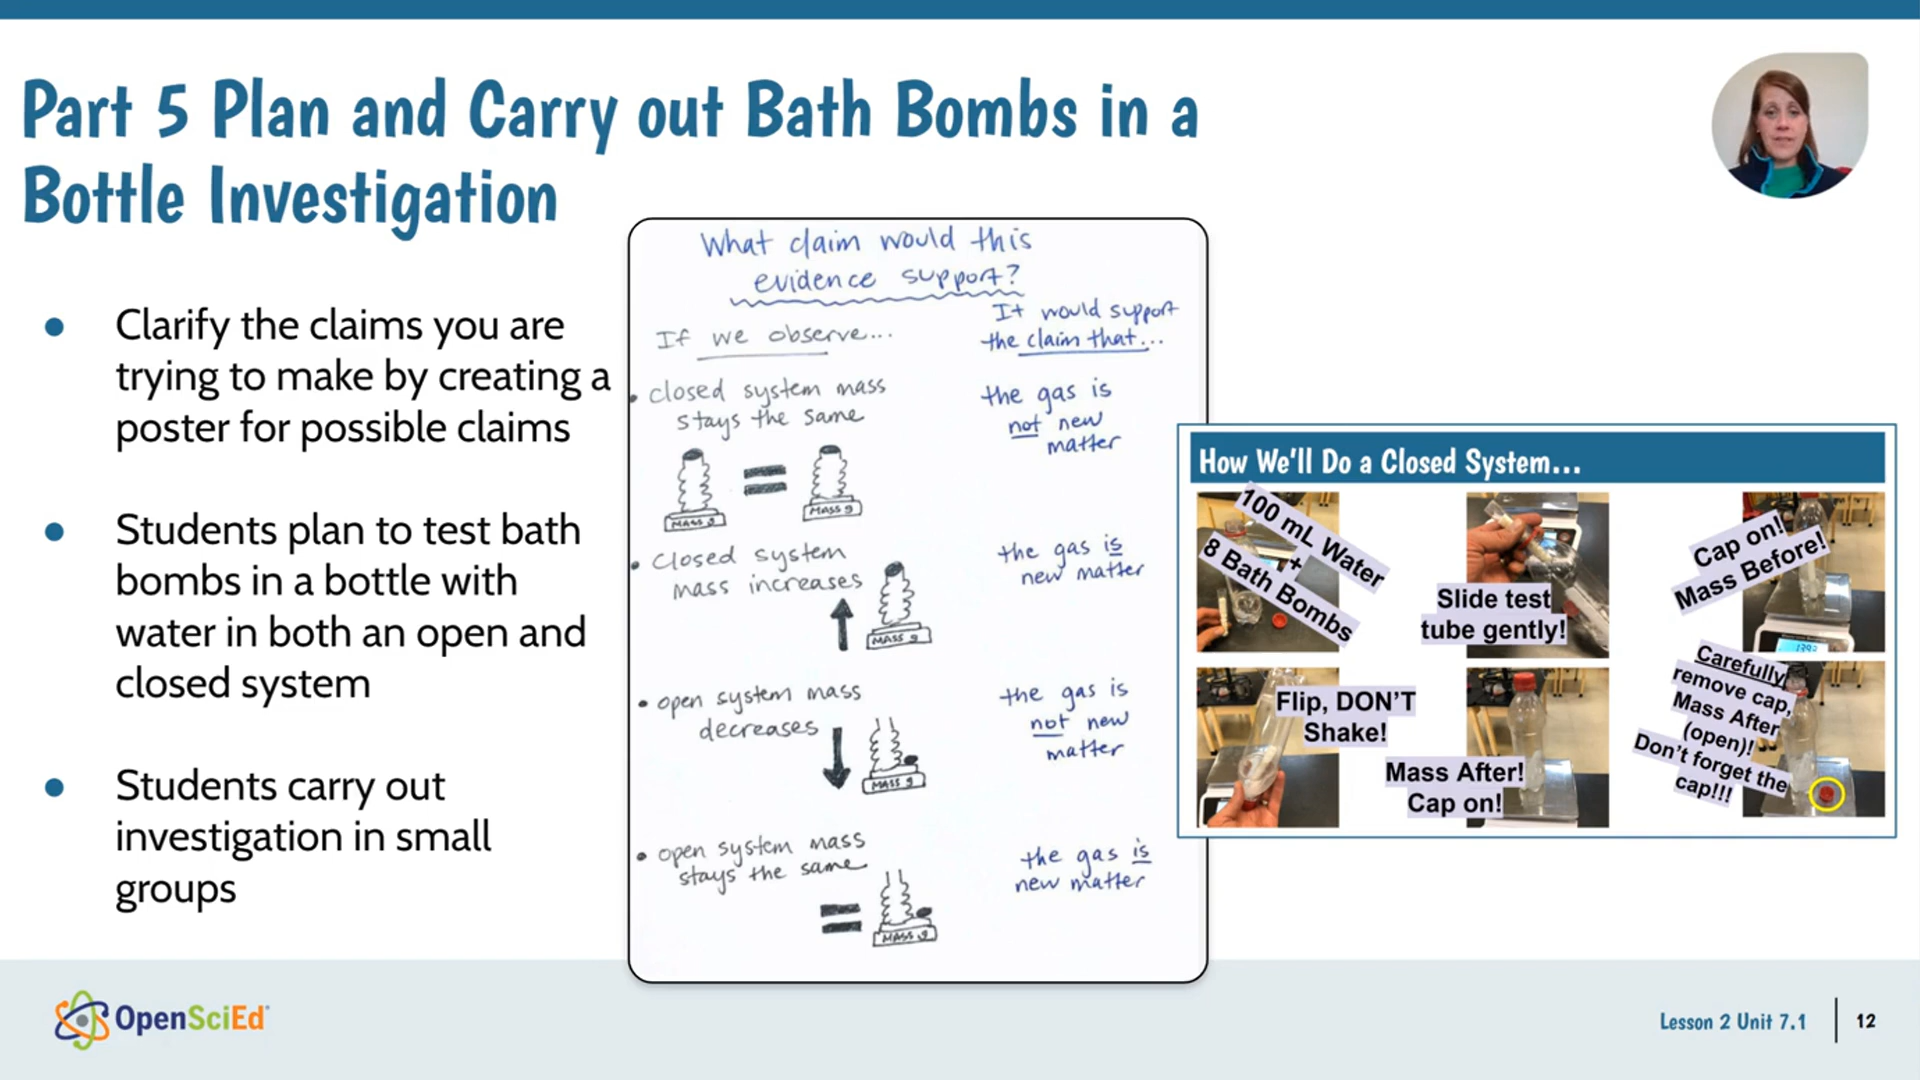 Part 5 Plan and Carry out Bath Bombs in a
Bottle Investigation
● Clarify the claims you are
trying to make by creating a
poster for possible claims
● Students plan to test bath
bombs in a bottle with
water in both an open and
closed system
● Students carry out
investigation in small
groups
What claim would this
evidence support?
If we observe...
It would support
the claim that...
• closed system mass
stays the same
the gas is
not new
matter
=
MASS g
MASS g
• closed system
mass increases
the gas is
new matter
MASS g
• open system mass
decreases
the gas is
not new
matter
MASS g
• open system mass
stays the same
the gas is
new matter
=
MASS g
How We'll Do a Closed System...
100 mL Water
+
8 Bath Bombs
Slide test
tube gently!
Cap on!
Mass Before!
Flip, DON'T
Shake!
Mass After!
Cap on!
Carefully
remove cap,
Mass After
(open)!
Don't forget the
cap!!!
OpenSciEd
Lesson 2 Unit 7.1
12